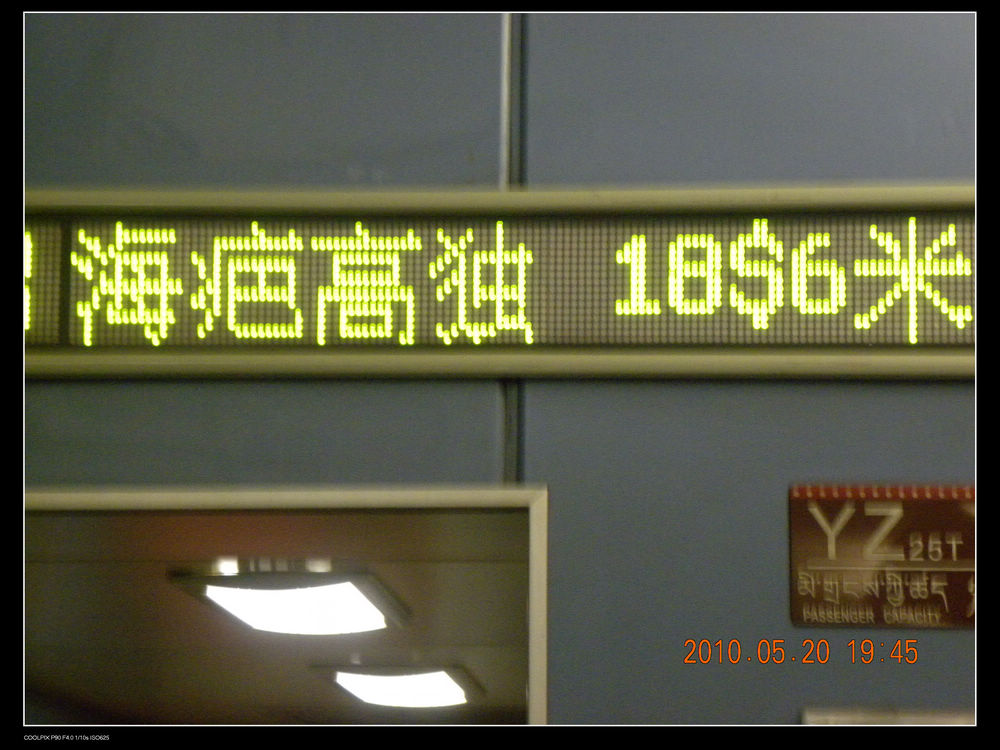 海拔高度 1856米
YZ25T
PASSENGER CAPACITY
2010.05.20 19:45
COOLPIX P90 F4.0 1/10s ISO625